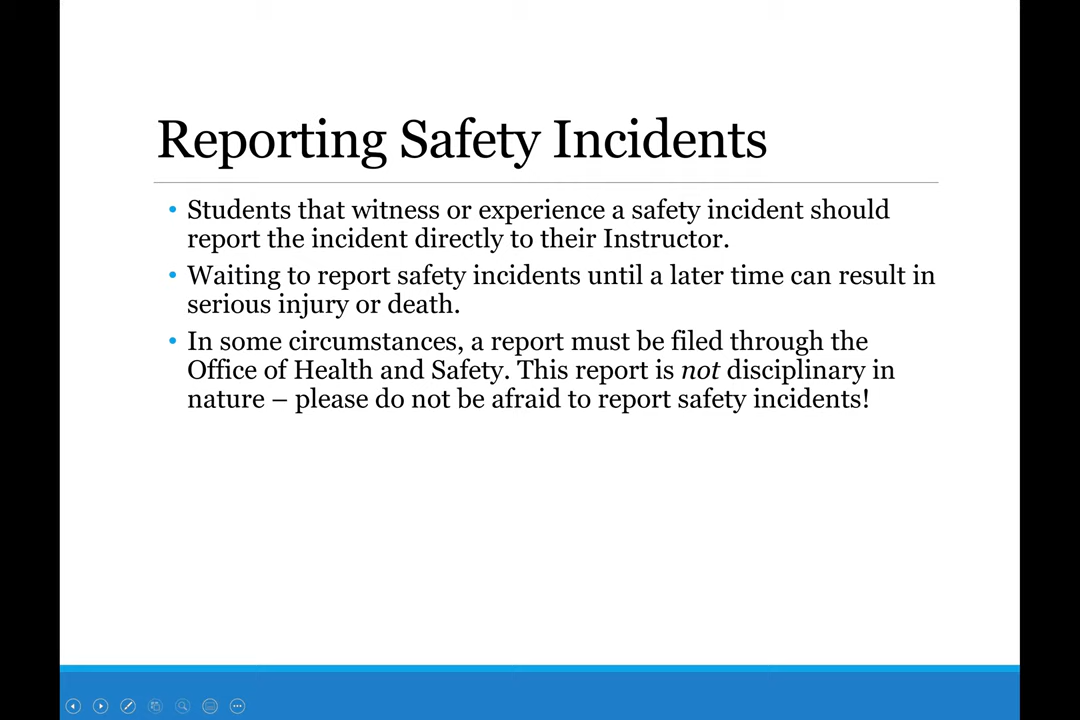 Reporting Safety Incidents
• Students that witness or experience a safety incident should
report the incident directly to their Instructor.
• Waiting to report safety incidents until a later time can result in
serious injury or death.
• In some circumstances, a report must be filed through the
Office of Health and Safety. This report is not disciplinary in
nature – please do not be afraid to report safety incidents!